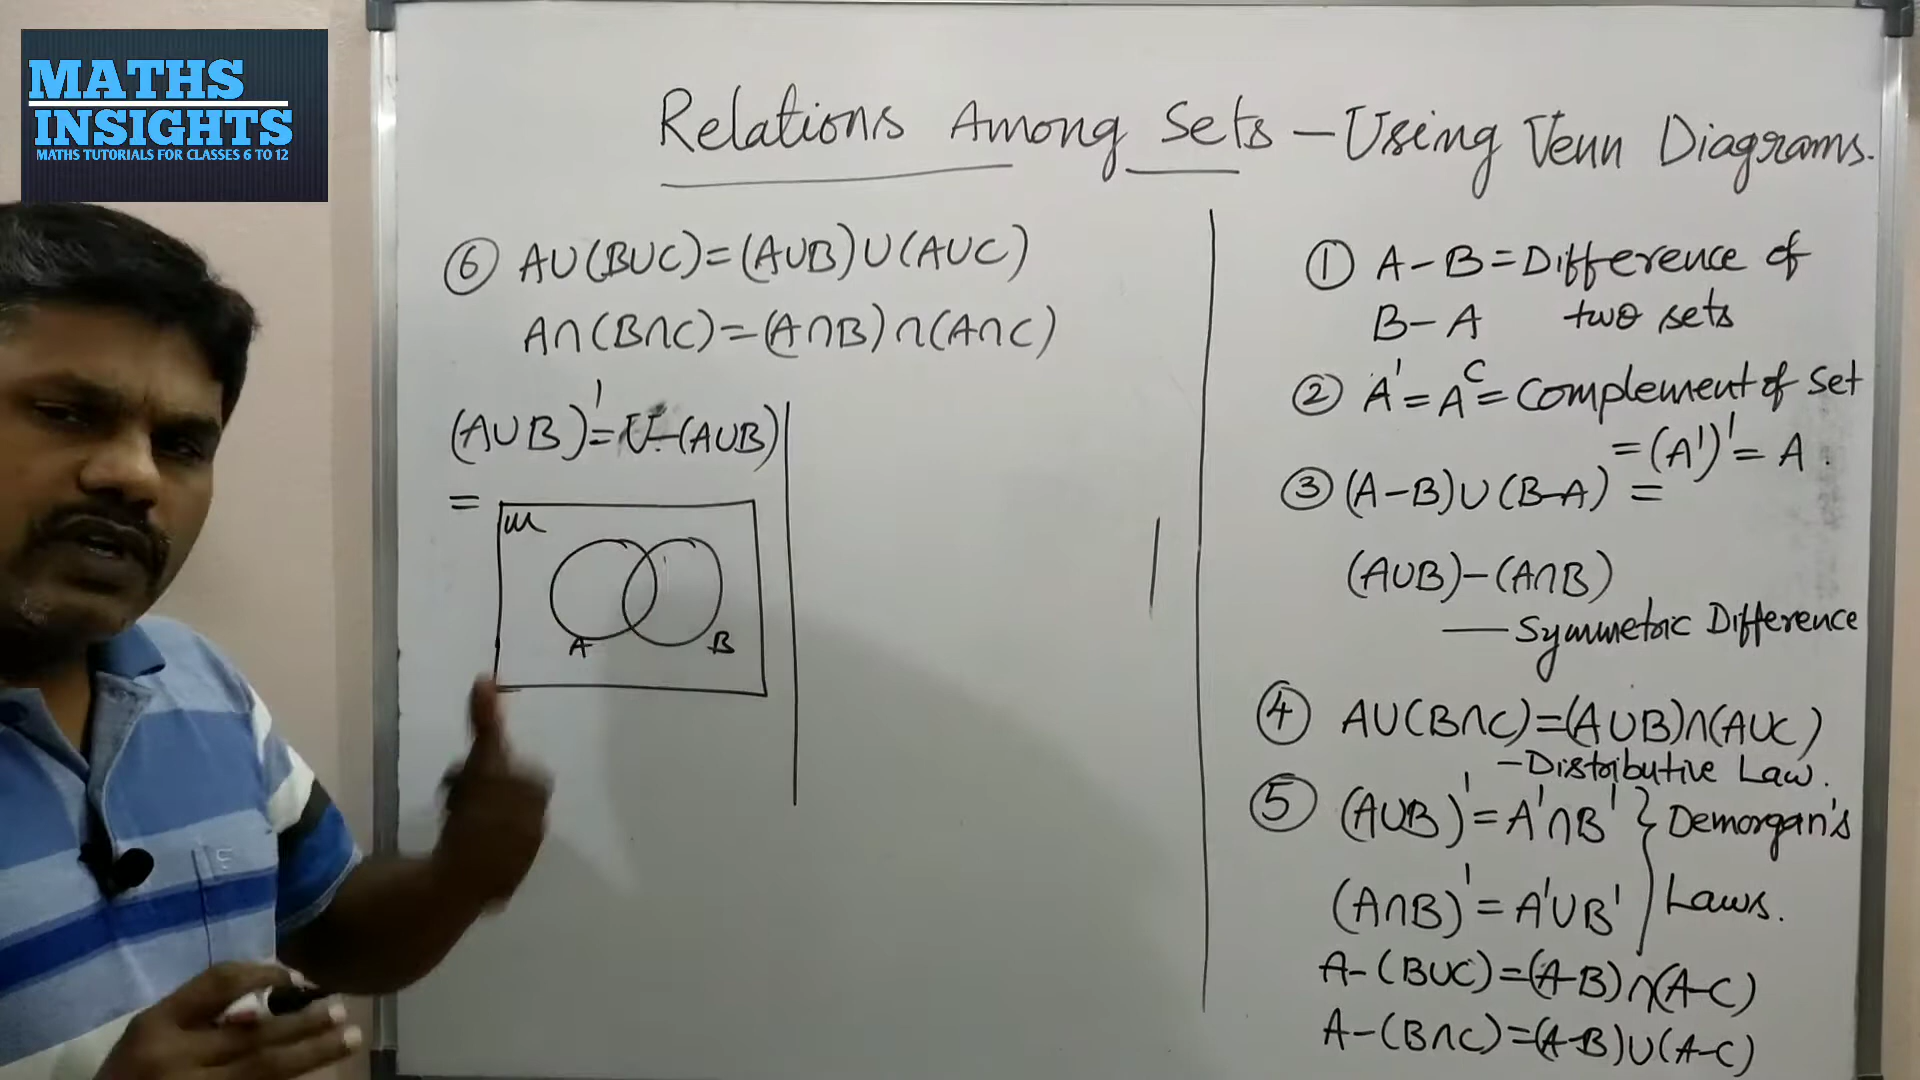 MATHS
INSIGHTS
MATHS TUTORIALS FOR CLASSES 6 TO 12
Relations Among Sets – Using Venn Diagrams.
⑥ A∪(B∪C)=(A∪B)∪(A∪C)
A∩(B∩C)=(A∩B)∩(A∩C)
(A∪B)'=U-(A∪B)
=
A B
① A-B=Difference of
B-A two sets
② A'=A^C=Complement of Set
=(A')'=A.
③ (A-B)∪(B-A)=
(A∪B)-(A∩B)
— Symmetric Difference
④ A∪(B∩C)=(A∪B)∩(A∪C)
-Distributive Law.
⑤ (A∪B)'=A'∩B' } Demorgan's
(A∩B)'=A'∪B' Laws.
A-(B∪C)=(A-B)∩(A-C)
A-(B∩C)=(A-B)∪(A-C)